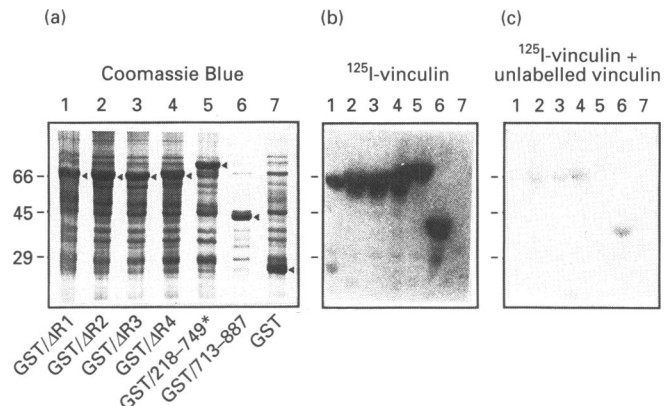 (a)
Coomassie Blue
1 2 3 4 5 6 7
66
45
29
GST/ΔR1
GST/ΔR2
GST/ΔR3
GST/ΔR4
GST/218–749*
GST/713–887
GST
(b)
¹²⁵I-vinculin
1 2 3 4 5 6 7
(c)
¹²⁵I-vinculin +
unlabelled vinculin
1 2 3 4 5 6 7